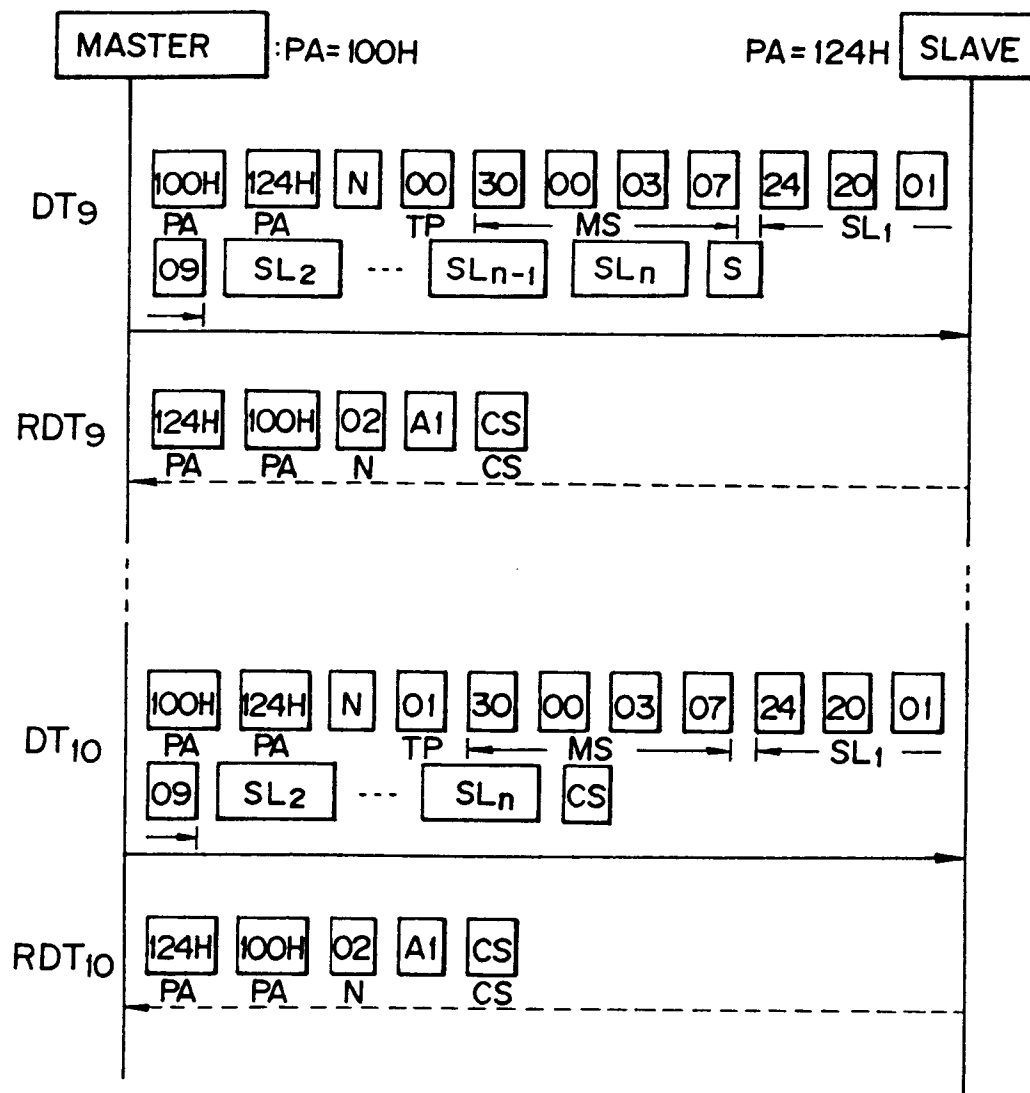 MASTER :PA=100H PA=124H SLAVE
DT9 100H 124H N 00 30 00 03 07 24 20 01
PA PA TP MS SL1
09 SL2 --- SLn-1 SLn S
RDT9 124H 100H 02 A1 CS
PA PA N CS
DT10 100H 124H N 01 30 00 03 07 24 20 01
PA PA TP MS SL1
09 SL2 --- SLn CS
RDT10 124H 100H 02 A1 CS
PA PA N CS